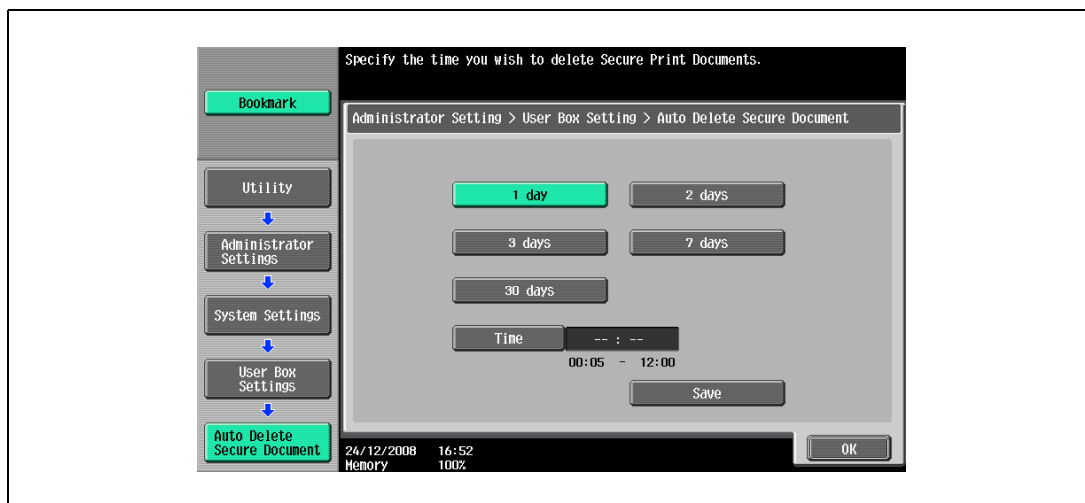 Specify the time you wish to delete Secure Print Documents.
Bookmark
Administrator Setting > User Box Setting > Auto Delete Secure Document
Utility
Administrator
Settings
System Settings
User Box
Settings
Auto Delete
Secure Document
1 day
2 days
3 days
7 days
30 days
Time
-- : --
00:05 - 12:00
Save
24/12/2008 16:52
Memory 100%
OK